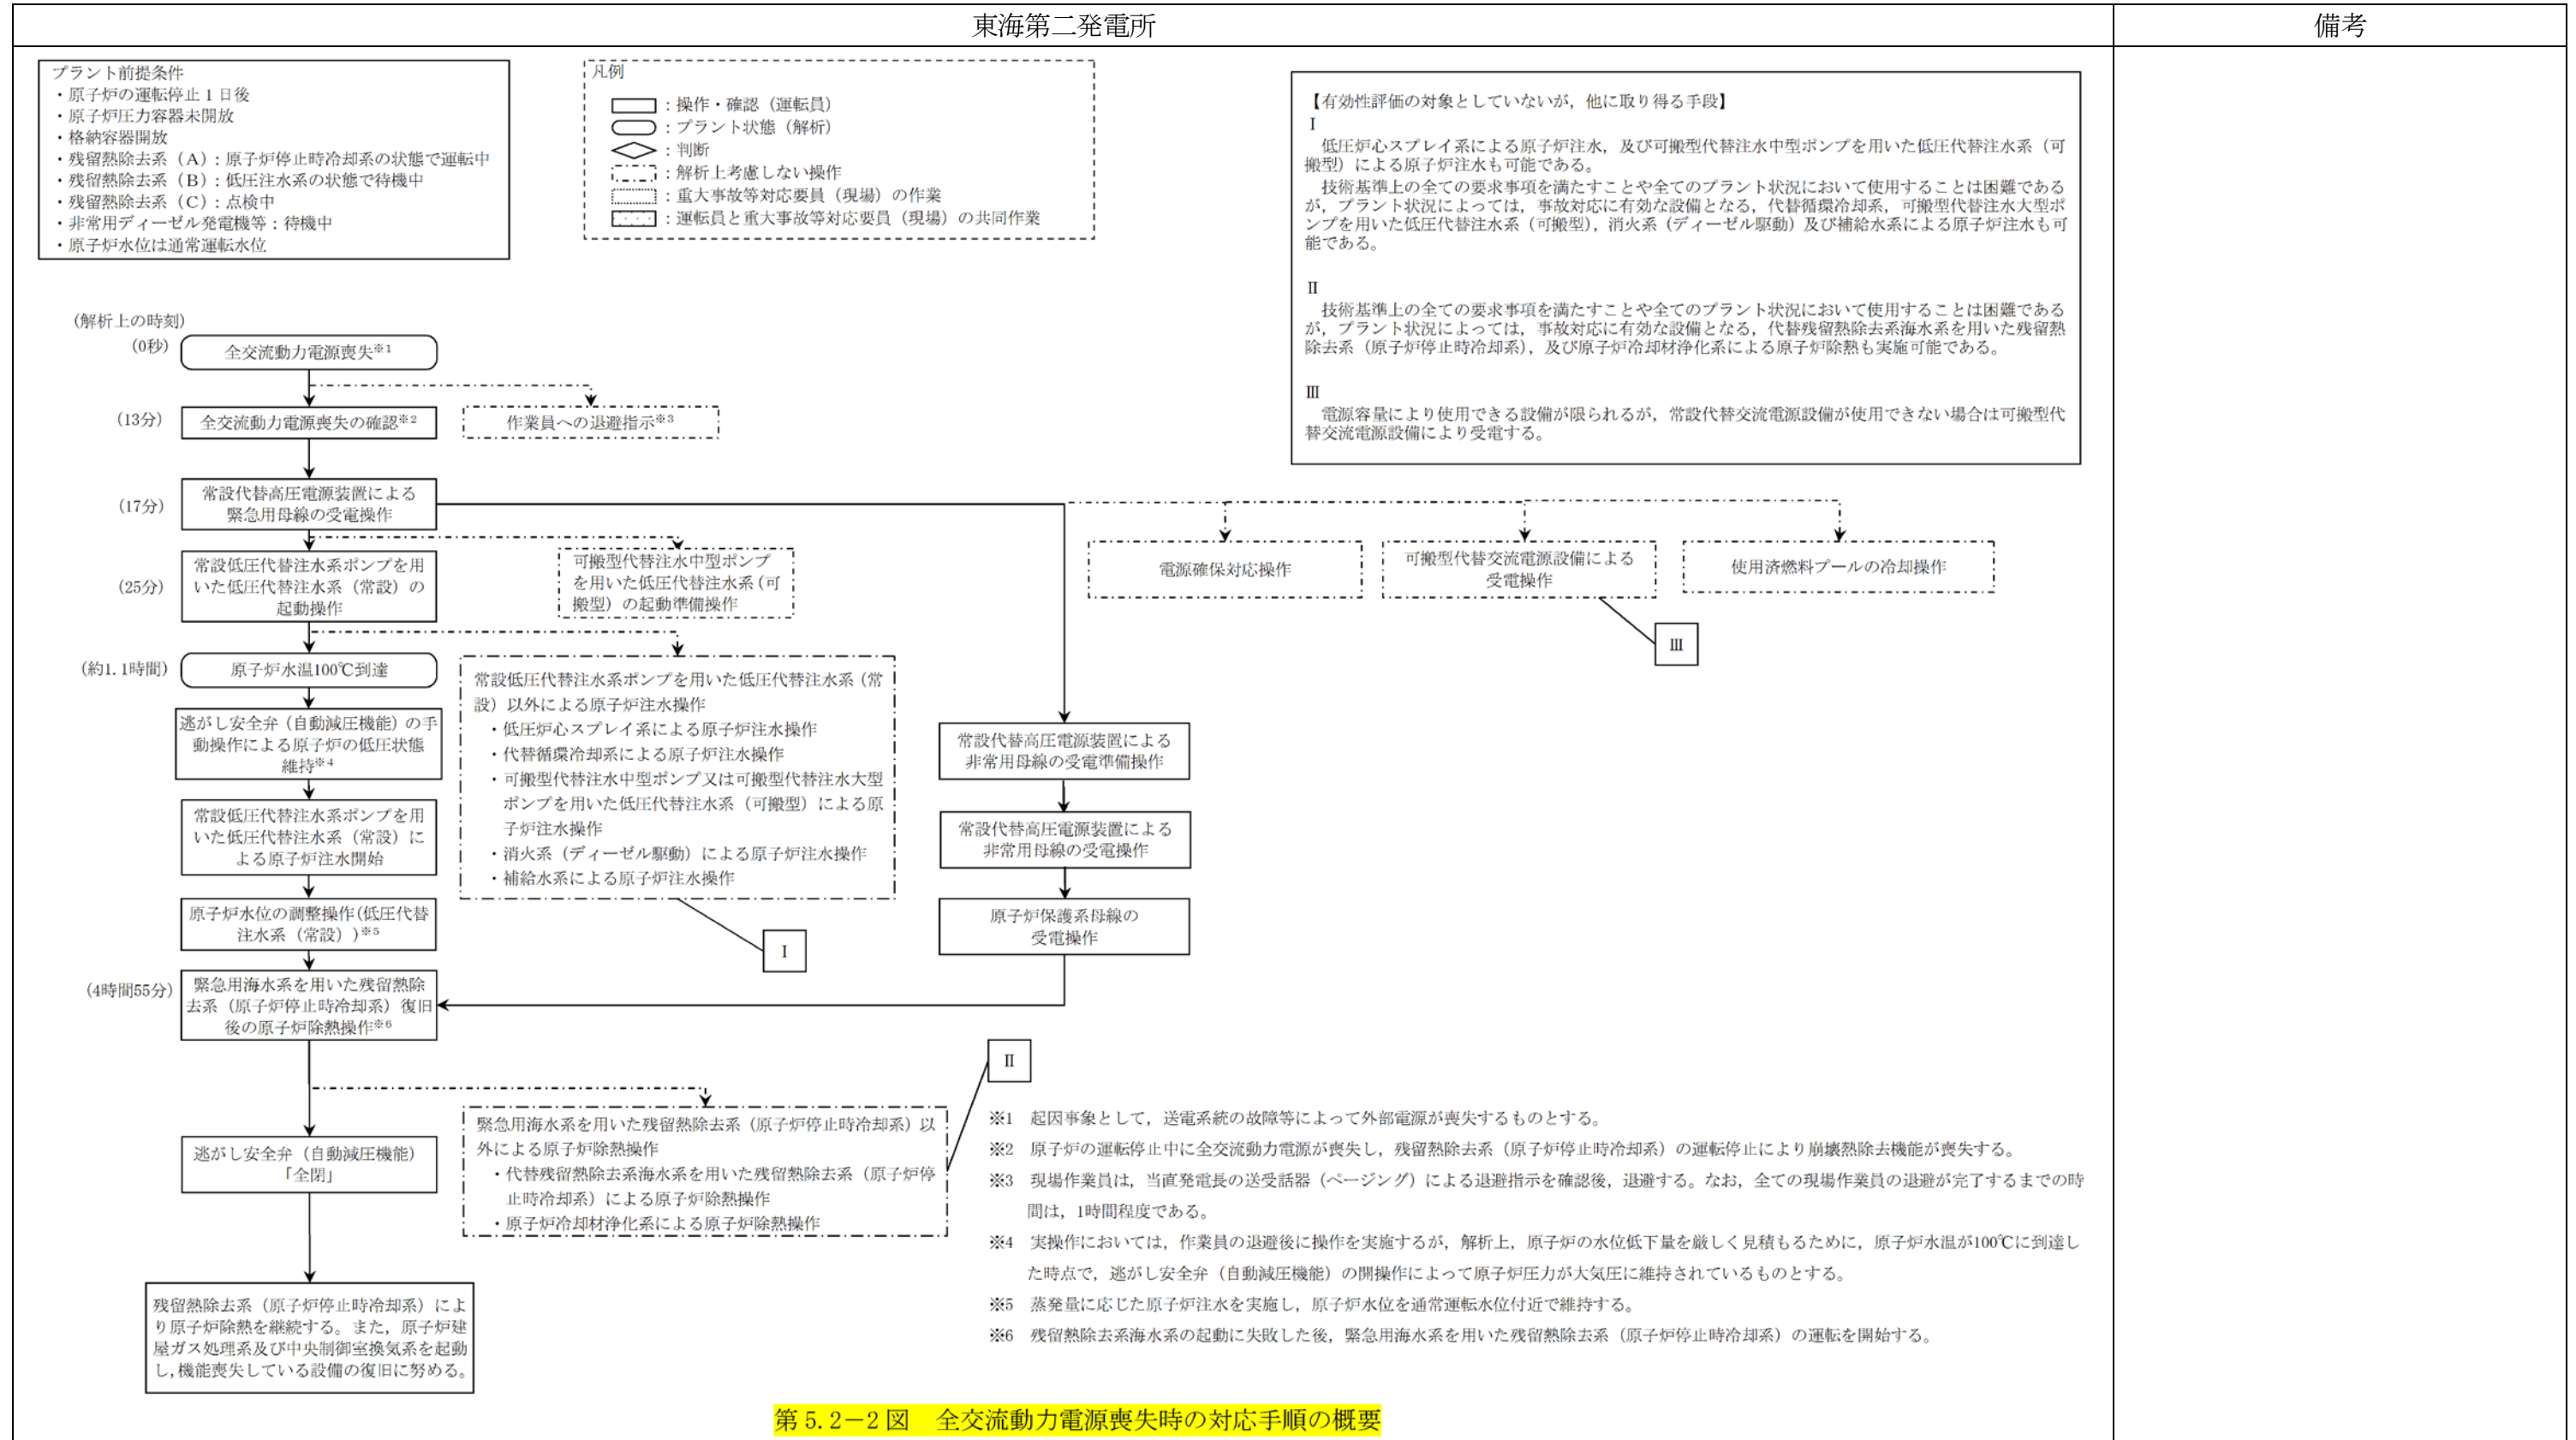 東海第二発電所
備考
プラント前提条件
・原子炉の運転停止1日後
・原子炉圧力容器未開放
・格納容器開放
・残留熱除去系（A）：原子炉停止時冷却系の状態で運転中
・残留熱除去系（B）：低圧注水系の状態で待機中
・残留熱除去系（C）：点検中
・非常用ディーゼル発電機等：待機中
・原子炉水位は通常運転水位
凡例
：操作・確認（運転員）
：プラント状態（解析）
：判断
：解析上考慮しない操作
：重大事故等対応要員（現場）の作業
：運転員と重大事故等対応要員（現場）の共同作業
【有効性評価の対象としていないが，他に取り得る手段】
Ⅰ
低圧炉心スプレイ系による原子炉注水，及び可搬型代替注水中型ポンプを用いた低圧代替注水系（可
搬型）による原子炉注水も可能である。
技術基準上の全ての要求事項を満たすことや全てのプラント状況において使用することは困難である
が，プラント状況によっては，事故対応に有効な設備となる，代替循環冷却系，可搬型代替注水大型ポ
ンプを用いた低圧代替注水系（可搬型），消火系（ディーゼル駆動）及び補給水系による原子炉注水も可
能である。
Ⅱ
技術基準上の全ての要求事項を満たすことや全てのプラント状況において使用することは困難である
が，プラント状況によっては，事故対応に有効な設備となる，代替残留熱除去系海水系を用いた残留熱
除去系（原子炉停止時冷却系），及び原子炉冷却材浄化系による原子炉除熱も実施可能である。
Ⅲ
電源容量により使用できる設備が限られるが，常設代替交流電源設備が使用できない場合は可搬型代
替交流電源設備により受電する。
（解析上の時刻）
（0秒）
全交流動力電源喪失※1
（13分）
全交流動力電源喪失の確認※2
作業員への退避指示※3
（17分）
常設代替高圧電源装置による
緊急用母線の受電操作
（25分）
常設低圧代替注水系ポンプを用
いた低圧代替注水系（常設）の
起動操作
可搬型代替注水中型ポンプ
を用いた低圧代替注水系（可
搬型）の起動準備操作
電源確保対応操作
可搬型代替交流電源設備による
受電操作
使用済燃料プールの冷却操作
Ⅲ
（約1.1時間）
原子炉水温100℃到達
逃がし安全弁（自動減圧機能）の手
動操作による原子炉の低圧状態
維持※4
常設低圧代替注水系ポンプを用
いた低圧代替注水系（常設）に
よる原子炉注水開始
原子炉水位の調整操作（低圧代替
注水系（常設））※5
常設低圧代替注水系ポンプを用いた低圧代替注水系（常
設）以外による原子炉注水操作
・低圧炉心スプレイ系による原子炉注水操作
・代替循環冷却系による原子炉注水操作
・可搬型代替注水中型ポンプ又は可搬型代替注水大型
ポンプを用いた低圧代替注水系（可搬型）による原
子炉注水操作
・消火系（ディーゼル駆動）による原子炉注水操作
・補給水系による原子炉注水操作
Ⅰ
常設代替高圧電源装置による
非常用母線の受電準備操作
常設代替高圧電源装置による
非常用母線の受電操作
原子炉保護系母線の
受電操作
（4時間55分）
緊急用海水系を用いた残留熱除
去系（原子炉停止時冷却系）復旧
後の原子炉除熱操作※6
Ⅱ
緊急用海水系を用いた残留熱除去系（原子炉停止時冷却系）以
外による原子炉除熱操作
・代替残留熱除去系海水系を用いた残留熱除去系（原子炉停
止時冷却系）による原子炉除熱操作
・原子炉冷却材浄化系による原子炉除熱操作
逃がし安全弁（自動減圧機能）
「全閉」
残留熱除去系（原子炉停止時冷却系）によ
り原子炉除熱を継続する。また，原子炉建
屋ガス処理系及び中央制御室換気系を起動
し，機能喪失している設備の復旧に努める。
※1 起因事象として，送電系統の故障等によって外部電源が喪失するものとする。
※2 原子炉の運転停止中に全交流動力電源が喪失し，残留熱除去系（原子炉停止時冷却系）の運転停止により崩壊熱除去機能が喪失する。
※3 現場作業員は，当直発電長の送受話器（ページング）による退避指示を確認後，退避する。なお，全ての現場作業員の退避が完了するまでの時
間は，1時間程度である。
※4 実操作においては，作業員の退避後に操作を実施するが，解析上，原子炉の水位低下量を厳しく見積もるために，原子炉水温が100℃に到達し
た時点で，逃がし安全弁（自動減圧機能）の開操作によって原子炉圧力が大気圧に維持されているものとする。
※5 蒸発量に応じた原子炉注水を実施し，原子炉水位を通常運転水位付近で維持する。
※6 残留熱除去系海水系の起動に失敗した後，緊急用海水系を用いた残留熱除去系（原子炉停止時冷却系）の運転を開始する。
第5.2－2図 全交流動力電源喪失時の対応手順の概要